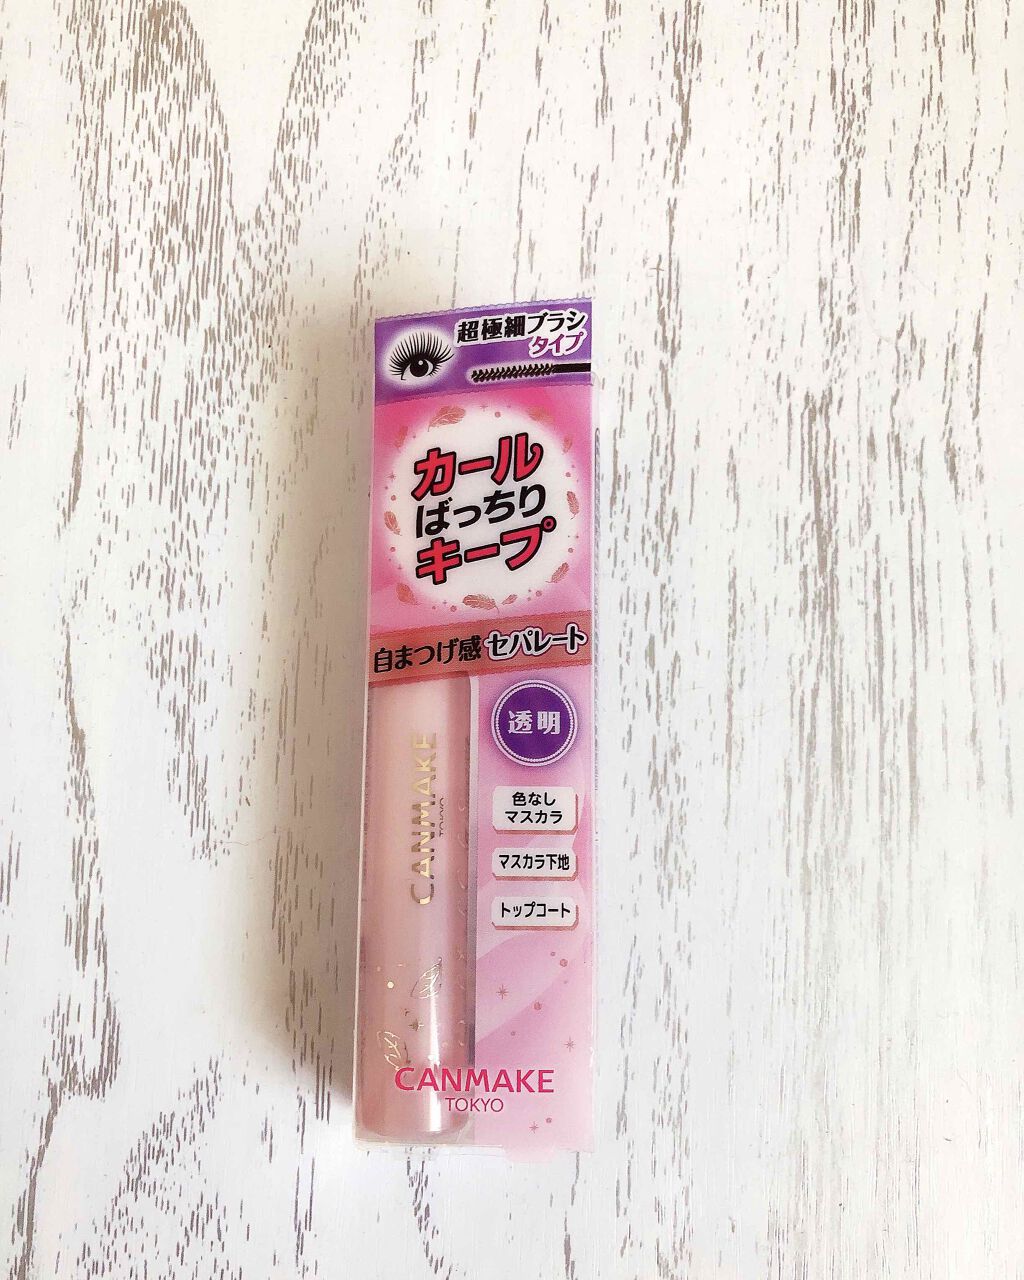 超極細ブラシ
タイプ
カール
ばっちり
キープ
自まつげ感 セパレート
透明
色なし
マスカラ
マスカラ下地
トップコート
CANMAKE
TOKYO
CANMAKE
TOKYO